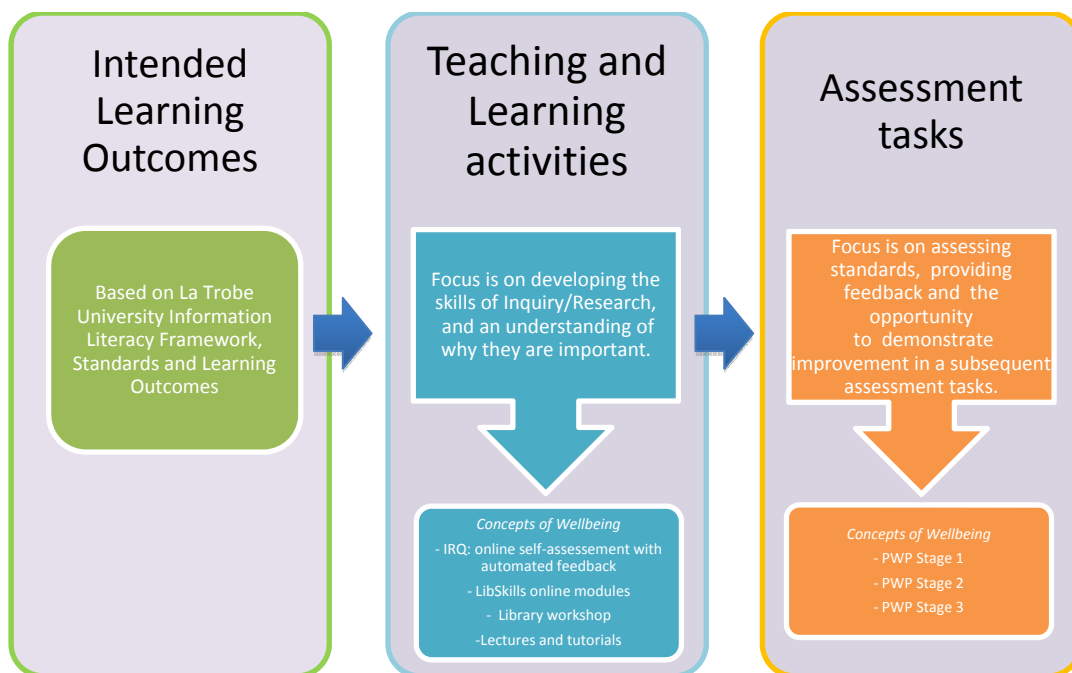 Intended
Learning
Outcomes
Based on La Trobe
University Information
Literacy Framework,
Standards and Learning
Outcomes
Teaching and
Learning
activities
Focus is on developing the
skills of Inquiry/Research,
and an understanding of
why they are important.
Concepts of Wellbeing
- IRQ: online self-assessment with
automated feedback
- LibSkills online modules
- Library workshop
-Lectures and tutorials
Assessment
tasks
Focus is on assessing
standards, providing
feedback and the
opportunity
to demonstrate
improvement in a subsequent
assessment tasks.
Concepts of Wellbeing
- PWP Stage 1
- PWP Stage 2
- PWP Stage 3